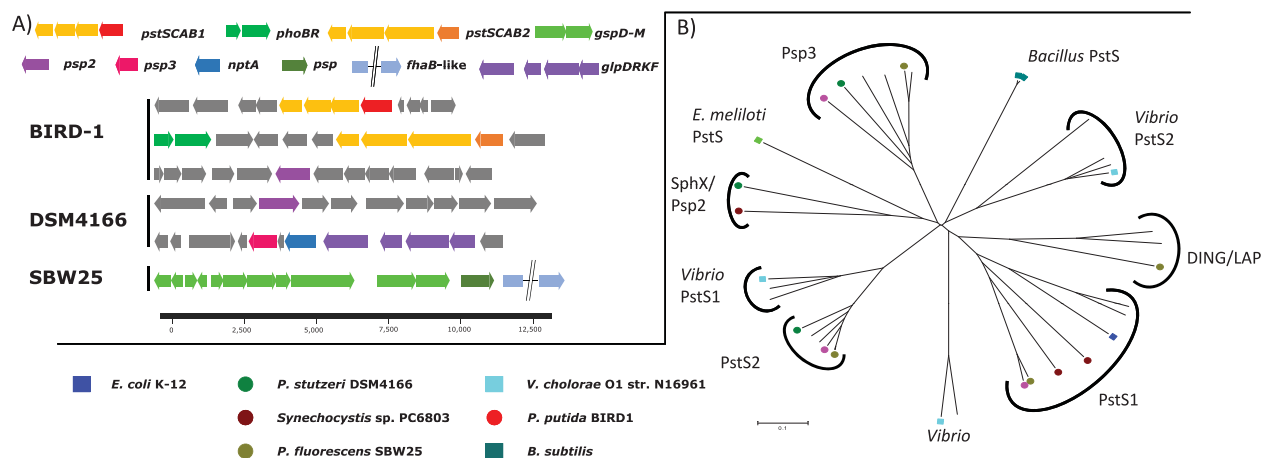 A)
pstSCAB1 phoBR pstSCAB2 gspD-M
psp2 psp3 nptA psp fhaB-like glpDRKF
BIRD-1
DSM4166
SBW25
0 2,500 5,000 7,500 10,000 12,500
B)
Psp3
Bacillus PstS
E. meliloti
PstS
Vibrio
PstS2
SphX/
Psp2
DING/LAP
Vibrio
PstS1
PstS2
PstS1
Vibrio
0.1
E. coli K-12 P. stutzeri DSM4166 V. cholorae O1 str. N16961
Synechocystis sp. PC6803 P. putida BIRD1
P. fluorescens SBW25 B. subtilis